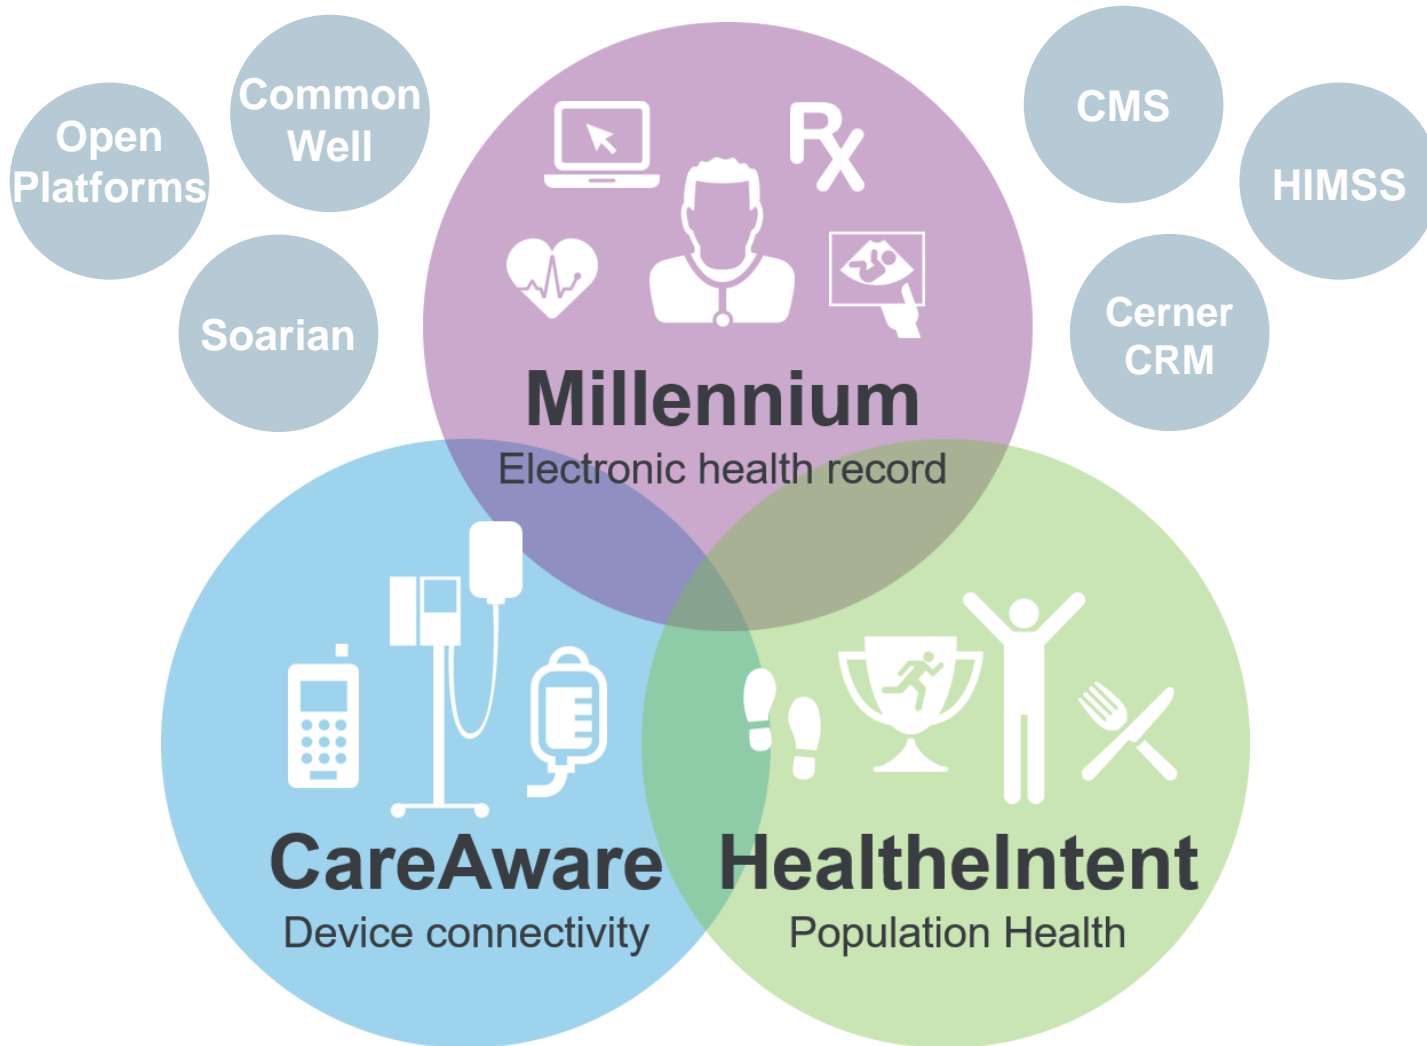 Open
Platforms
Common
Well
Soarian
CMS
HIMSS
Cerner
CRM
Rx
Millennium
Electronic health record
CareAware
Device connectivity
HealtheIntent
Population Health